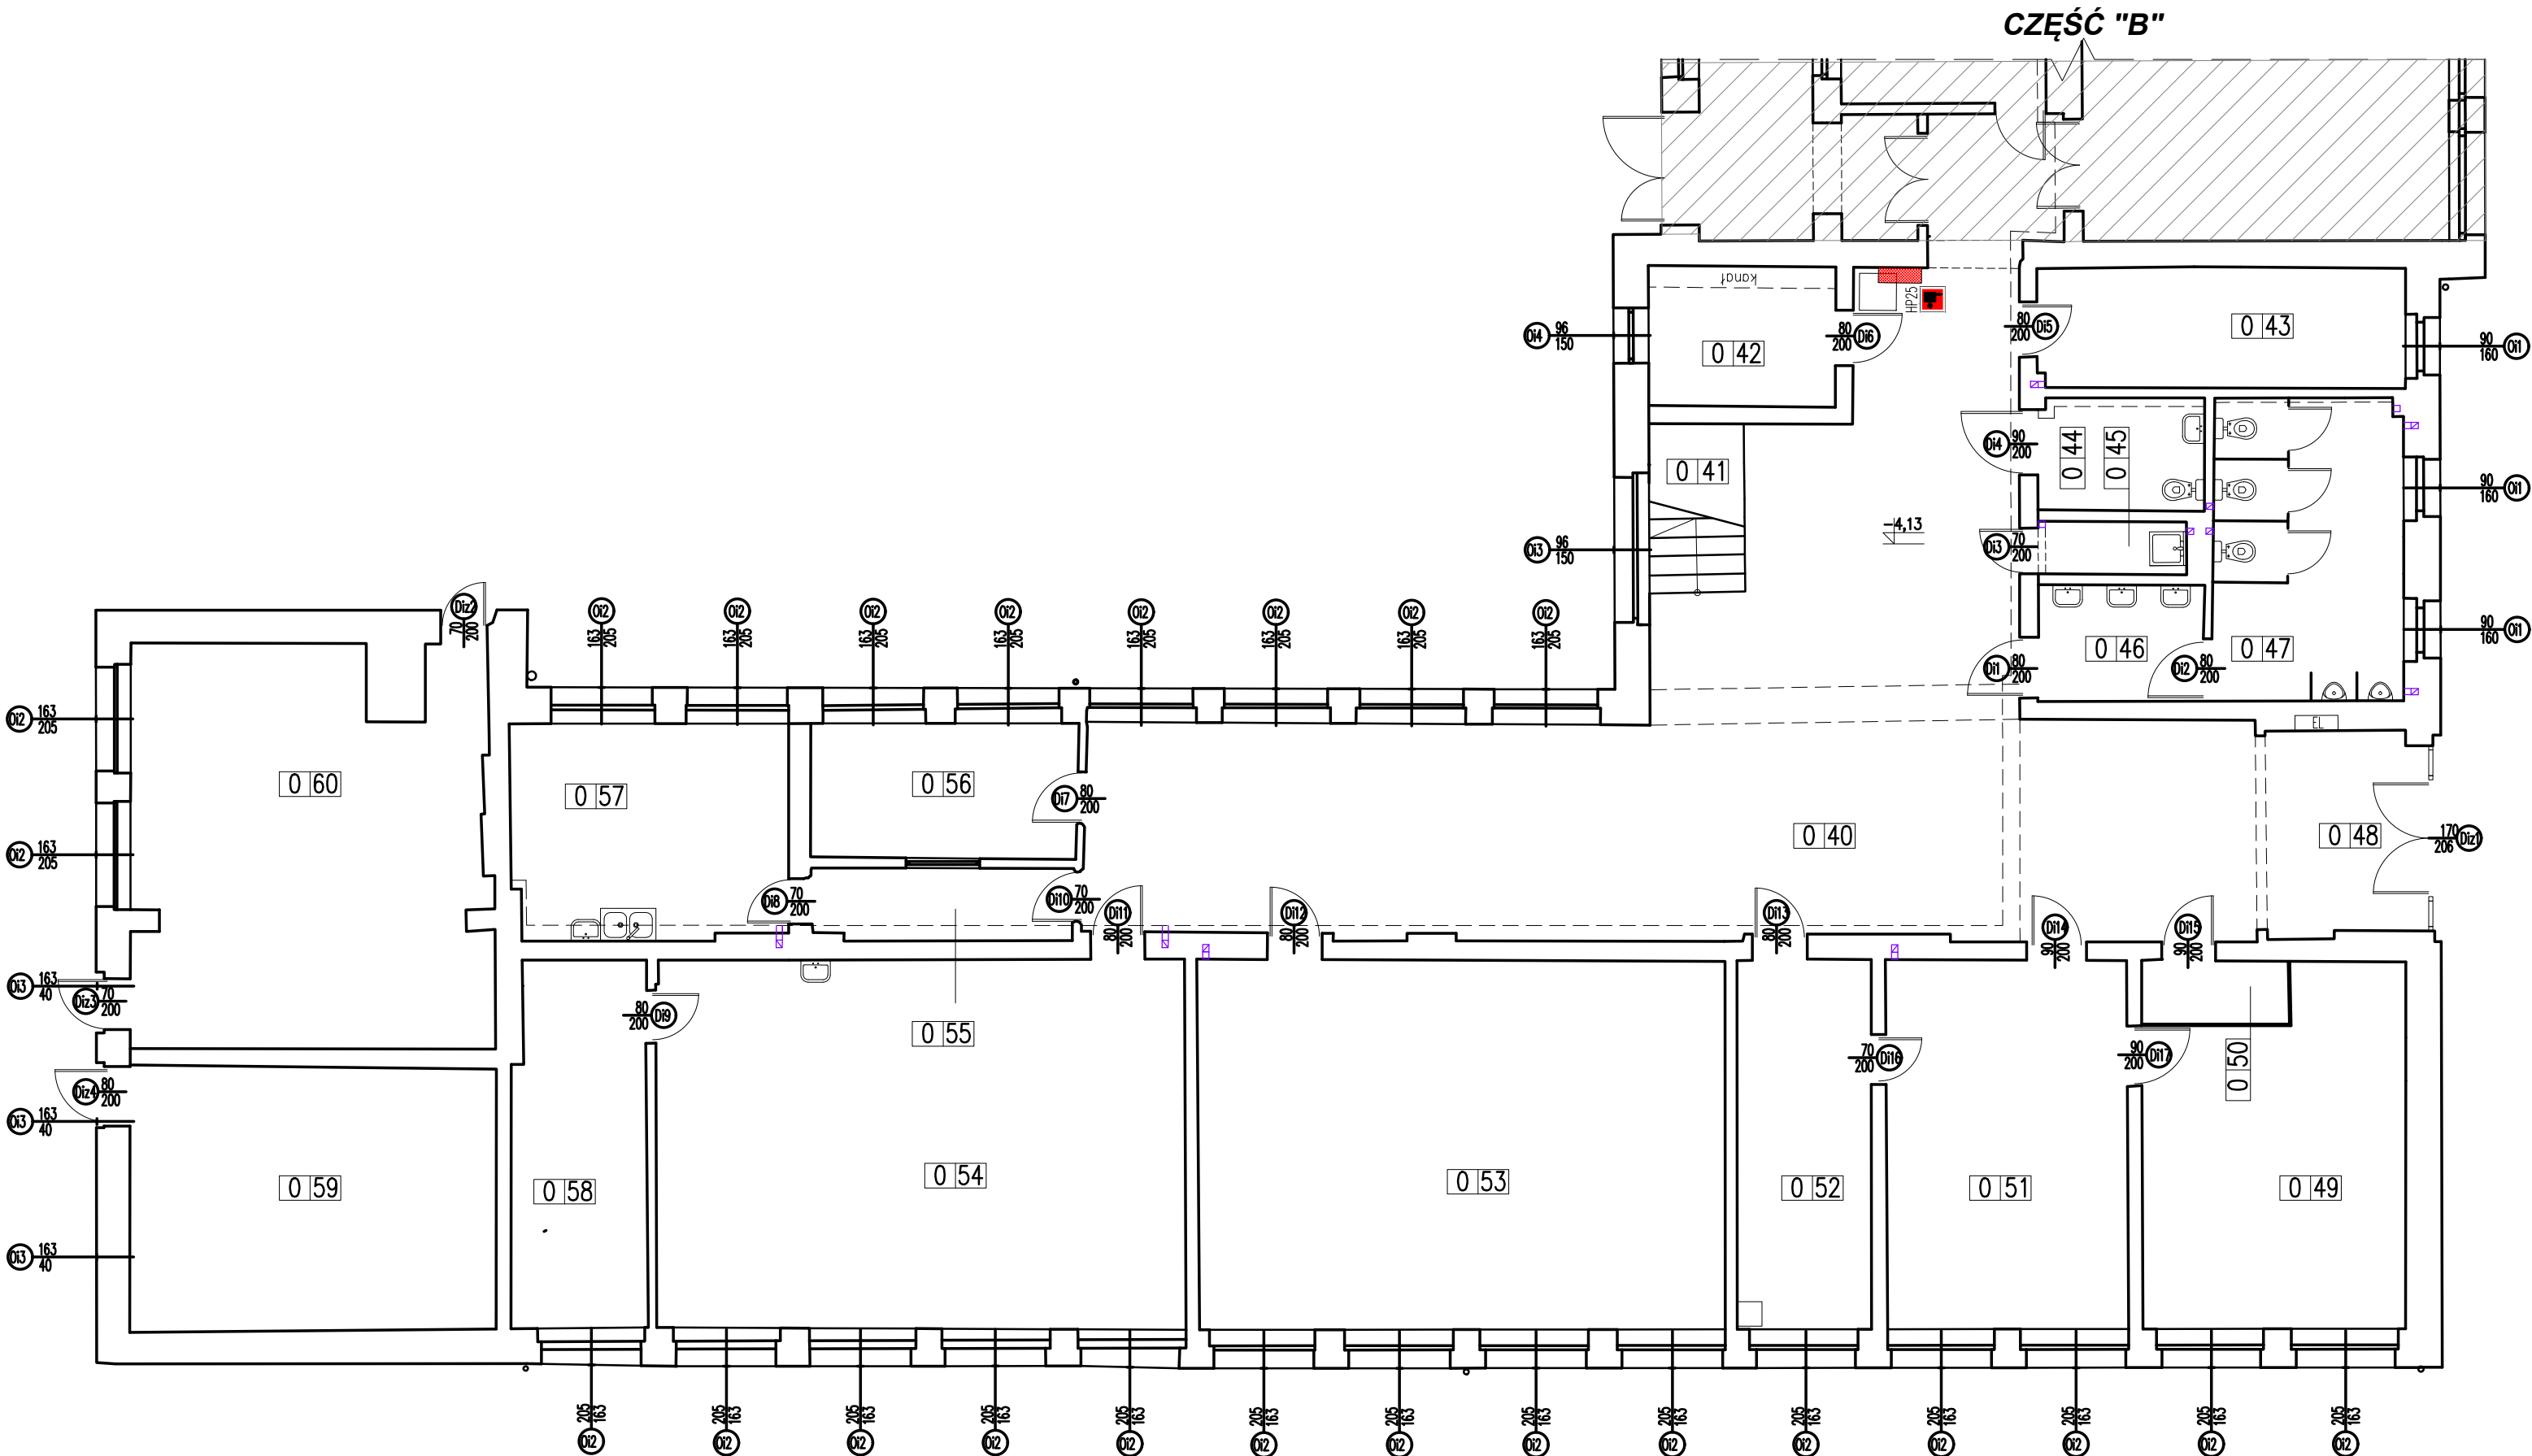 CZĘŚĆ "B"
kanał
HP25
Oi4 96 150
0 42
80 200 Di6
80 200 Di5
0 43
90 160 Oi1
0 41
Di4 90 200
0 44
0 45
90 160 Oi1
Oi3 96 150
-4,13
Di3 70 200
Diz2 70 200
Oi2 163 205
Oi2 163 205
Oi2 163 205
Oi2 163 205
Oi2 163 205
Oi2 163 205
Oi2 163 205
Oi2 163 205
Di1 80 200
0 46
Di2 80 200
0 47
90 160 Oi1
Oi2 163 205
EL
0 60
0 57
0 56
Di7 80 200
0 40
0 48
170 206 Diz1
Oi2 163 205
Di8 70 200
Di10 70 200
Di11 80 200
Di12 80 200
Di13 80 200
Di14 90 200
Di15 90 200
Oi3 163 40
Diz3 70 200
80 200 Di9
0 55
70 200 Di16
90 200 Di17
0 50
Diz4 80 200
Oi3 163 40
0 59
0 58
0 54
0 53
0 52
0 51
0 49
Oi3 163 40
205 163 Oi2
205 163 Oi2
205 163 Oi2
205 163 Oi2
205 163 Oi2
205 163 Oi2
205 163 Oi2
205 163 Oi2
205 163 Oi2
205 163 Oi2
205 163 Oi2
205 163 Oi2
205 163 Oi2
205 163 Oi2